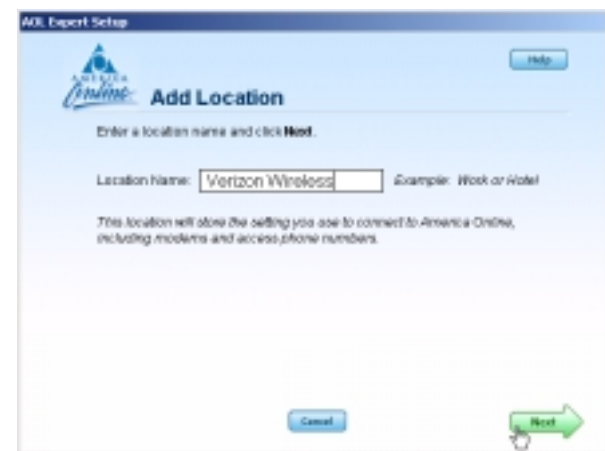 AOL Expert Setup
Help
AMERICA
Online
Add Location
Enter a location name and click Next.
Location Name: Verizon Wireless Example: Work or Hotel
This location will store the setting you use to connect to America Online,
including modems and access phone numbers.
Cancel
Next